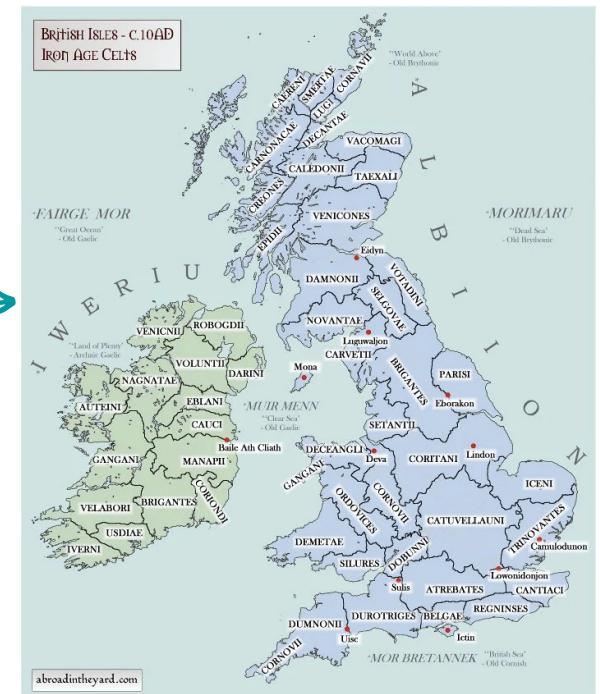 BRITISH ISLES - C.10AD
IRON AGE CELTS
"World Above"
- Old Brythonic
ALBION
CAERENI
SMERTAE
CORNAVII
LUGI
CARNONACAE
DECANTAE
VACOMAGI
CALEDONII
TAEXALI
CREONES
VENICONES
EPIDII
·FAIRGE MOR
"Great Ocean"
- Old Gaelic
·MORIMARU
"Dead Sea"
- Old Brythonic
Eidyn
DAMNONII
VOTADINI
SELGOVAE
NOVANTAE
Luguwaljon
CARVETII
IWERIU
"Land of Plenty"
- Archaic Gaelic
VENICNII
ROBOGDII
VOLUNTII
DARINI
NAGNATAE
AUTEINI
EBLANI
CAUCI
Baile Ath Cliath
GANGANI
MANAPII
CORIONDI
VELABORI
BRIGANTES
USDIAE
IVERNI
Mona
·MUIR MENN
"Clear Sea"
- Old Gaelic
BRIGANTES
PARISI
Eborakon
SETANTII
DECEANGLI
Deva
CORITANI
Lindon
GANGANI
ORDOVICES
CORNOVII
ICENI
CATUVELLAUNI
TRINOVANTES
Camulodunon
DEMETAE
SILURES
DOBUNNI
Sulis
Lowonidonjon
ATREBATES
CANTIACI
REGNINSES
DUMNONII
DUROTRIGES
BELGAE
Uisc
Ictin
CORNOVII
·MOR BRETANNEK
"British Sea"
- Old Cornish
abroadintheyard.com